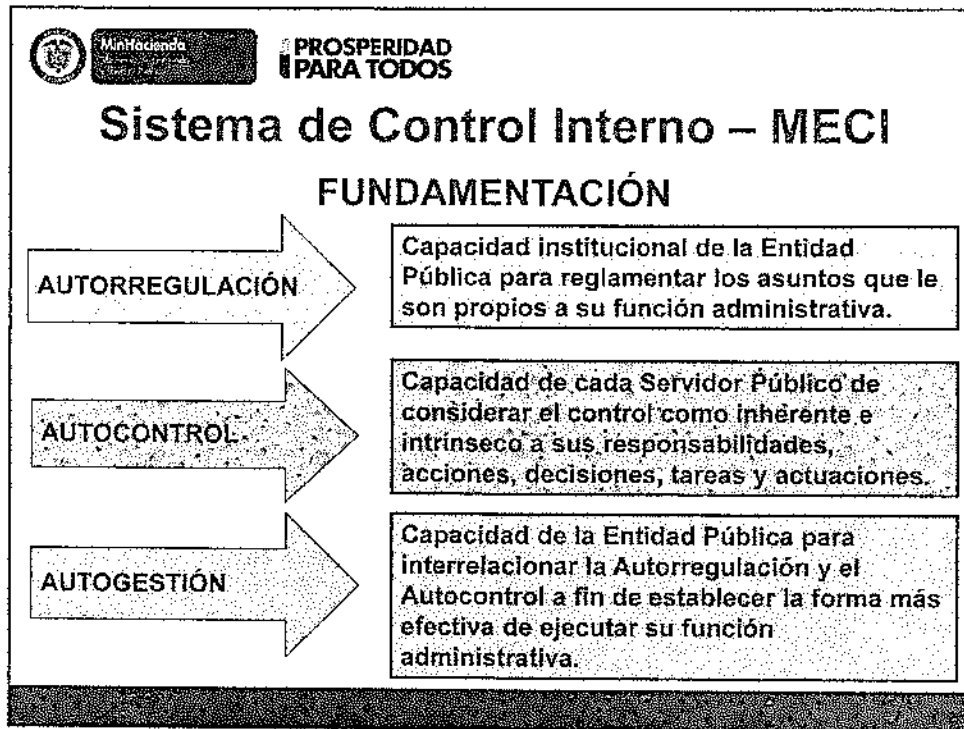 MinHacienda
PROSPERIDAD
PARA TODOS
Sistema de Control Interno – MECI
FUNDAMENTACIÓN
AUTORREGULACIÓN
Capacidad institucional de la Entidad
Pública para reglamentar los asuntos que le
son propios a su función administrativa.
AUTOCONTROL
Capacidad de cada Servidor Público de
considerar el control como inherente e
intrínseco a sus responsabilidades,
acciones, decisiones, tareas y actuaciones.
AUTOGESTIÓN
Capacidad de la Entidad Pública para
interrelacionar la Autorregulación y el
Autocontrol a fin de establecer la forma más
efectiva de ejecutar su función
administrativa.